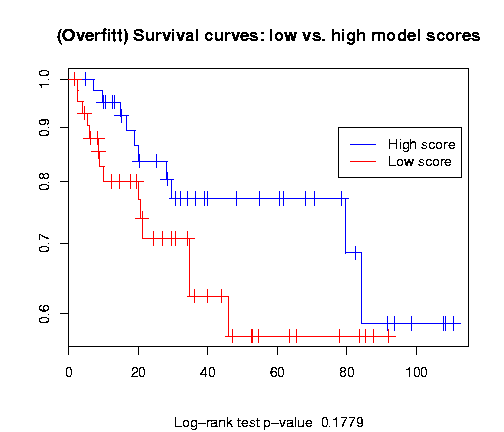 (Overfitt) Survival curves: low vs. high model scores
1.0
0.9
0.8
0.7
0.6
High score
Low score
0 20 40 60 80 100
Log-rank test p-value 0.1779